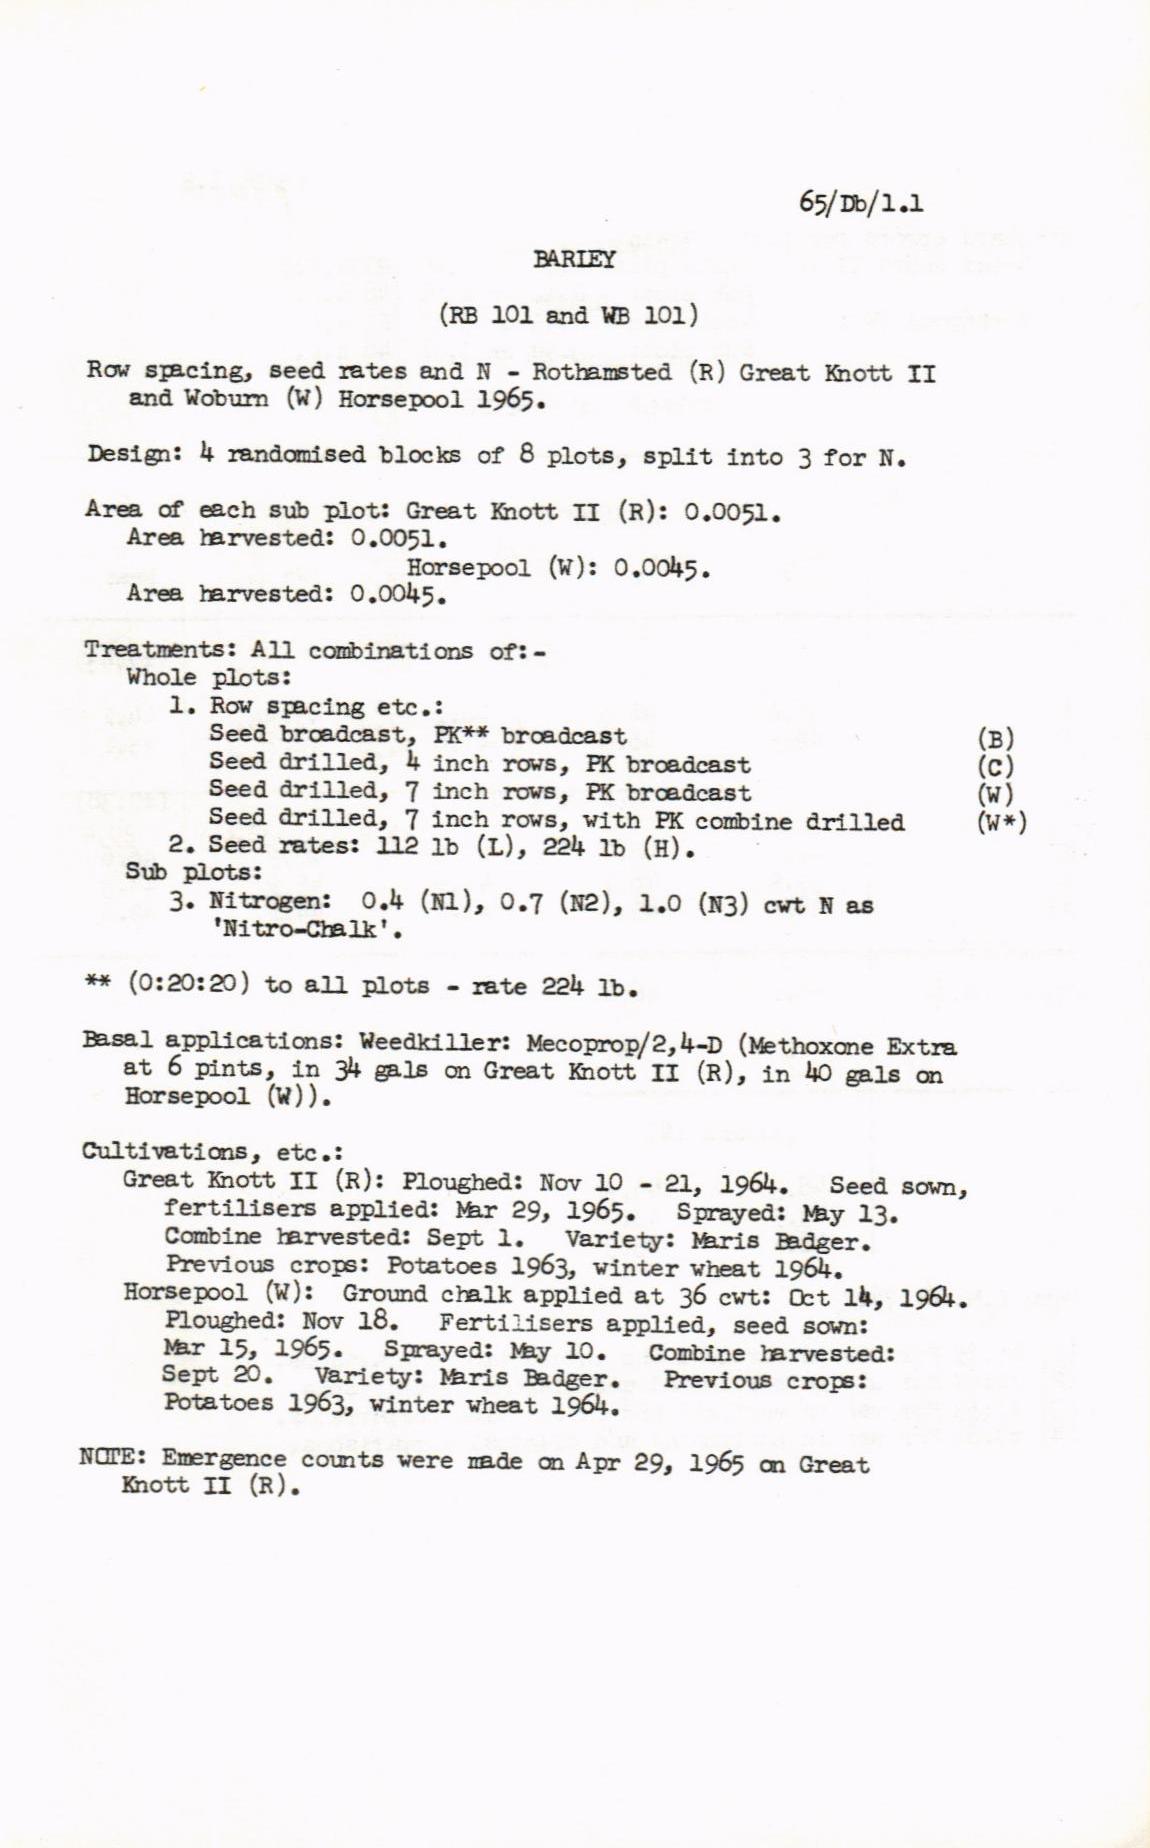 65/Db/1.1
BARLEY
(RB 101 and WB 101)
Row spacing, seed rates and N - Rothamsted (R) Great Knott II
and Woburn (W) Horsepool 1965.
Design: 4 randomised blocks of 8 plots, split into 3 for N.
Area of each sub plot: Great Knott II (R): 0.0051.
Area harvested: 0.0051.
Horsepool (W): 0.0045.
Area harvested: 0.0045.
Treatments: All combinations of:-
Whole plots:
1. Row spacing etc.:
Seed broadcast, PK** broadcast (B)
Seed drilled, 4 inch rows, PK broadcast (C)
Seed drilled, 7 inch rows, PK broadcast (W)
Seed drilled, 7 inch rows, with PK combine drilled (W*)
2. Seed rates: 112 lb (L), 224 lb (H).
Sub plots:
3. Nitrogen: 0.4 (N1), 0.7 (N2), 1.0 (N3) cwt N as
'Nitro-Chalk'.
** (0:20:20) to all plots - rate 224 lb.
Basal applications: Weedkiller: Mecoprop/2,4-D (Methoxone Extra
at 6 pints, in 34 gals on Great Knott II (R), in 40 gals on
Horsepool (W)).
Cultivations, etc.:
Great Knott II (R): Ploughed: Nov 10 - 21, 1964. Seed sown,
fertilisers applied: Mar 29, 1965. Sprayed: May 13.
Combine harvested: Sept 1. Variety: Maris Badger.
Previous crops: Potatoes 1963, winter wheat 1964.
Horsepool (W): Ground chalk applied at 36 cwt: Oct 14, 1964.
Ploughed: Nov 18. Fertilisers applied, seed sown:
Mar 15, 1965. Sprayed: May 10. Combine harvested:
Sept 20. Variety: Maris Badger. Previous crops:
Potatoes 1963, winter wheat 1964.
NOTE: Emergence counts were made on Apr 29, 1965 on Great
Knott II (R).